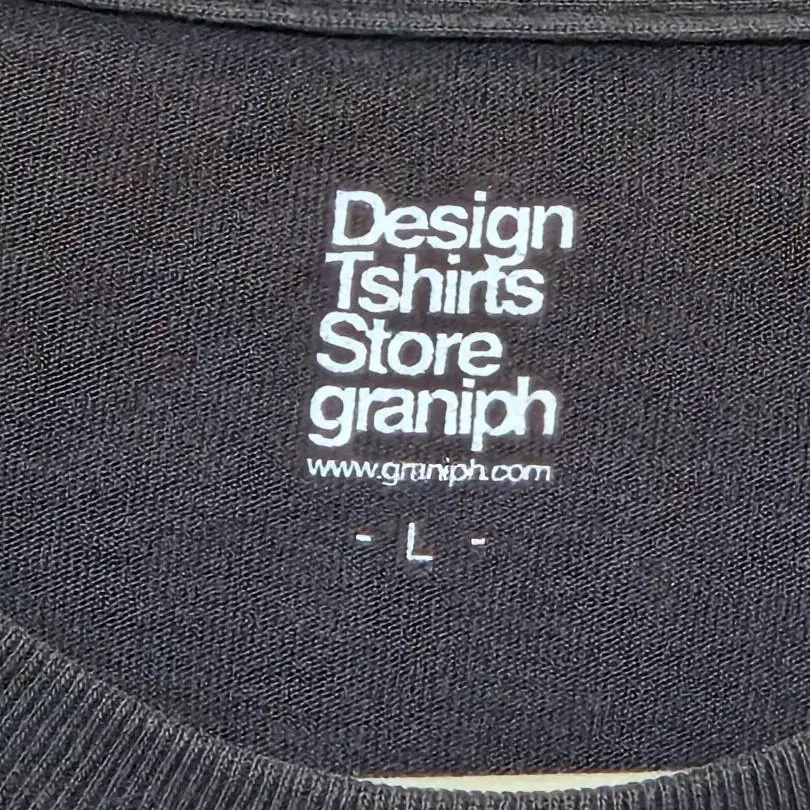 Design
Tshirts
Store
graniph
www.graniph.com
- L -